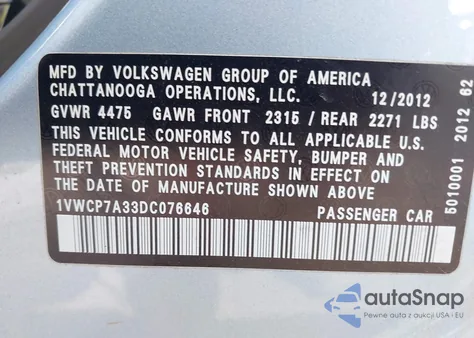 MFD BY VOLKSWAGEN GROUP OF AMERICA
CHATTANOOGA OPERATIONS, LLC. 12/2012
GVWR 4475 GAWR FRONT 2315 / REAR 2271 LBS
THIS VEHICLE CONFORMS TO ALL APPLICABLE U.S.
FEDERAL MOTOR VEHICLE SAFETY, BUMPER AND
THEFT PREVENTION STANDARDS IN EFFECT ON THE
DATE OF MANUFACTURE SHOWN ABOVE.
1VWCP7A33DC076646 PASSENGER CAR
5010001 2012 62
autoSnap
Pewne auta z aukcji USA - EU